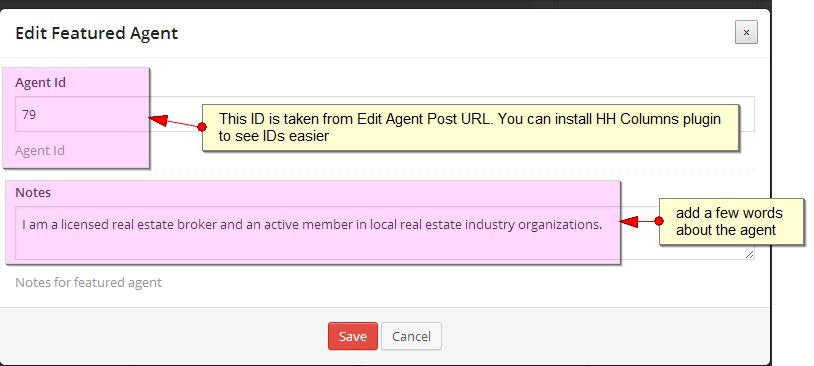 Edit Featured Agent
x
Agent Id
79
This ID is taken from Edit Agent Post URL. You can install HH Columns plugin
to see IDs easier
Agent Id
Notes
I am a licensed real estate broker and an active member in local real estate industry organizations.
add a few words
about the agent
Notes for featured agent
Save
Cancel